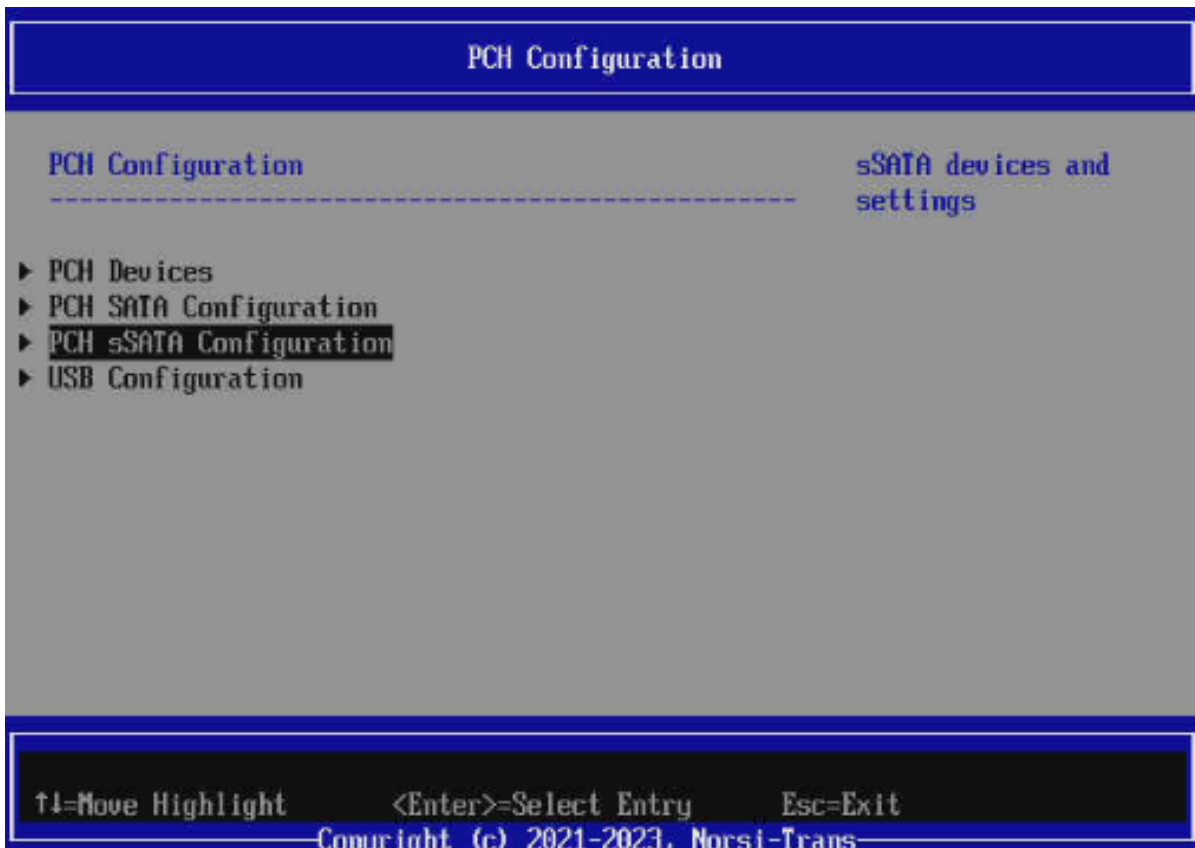 PCH Configuration
PCH Configuration
sSATA devices and
settings
PCH Devices
PCH SATA Configuration
PCH sSATA Configuration
USB Configuration
↑↓=Move Highlight <Enter>=Select Entry Esc=Exit
Copyright (c) 2021-2023, Norsi-Trans